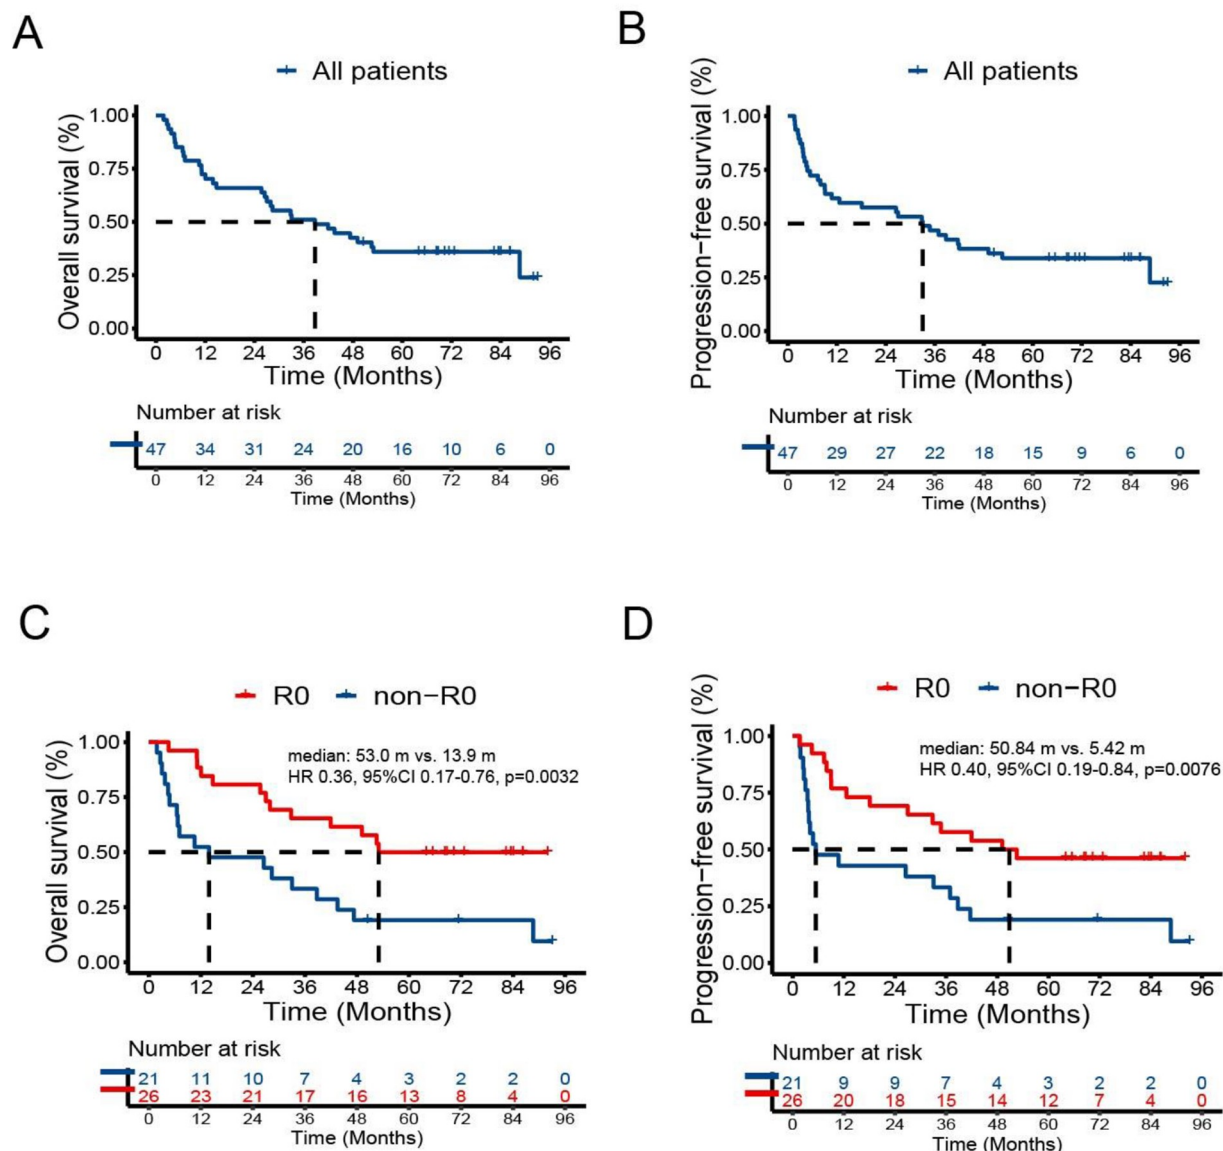 A
All patients
Overall survival (%)
1.00
0.75
0.50
0.25
0.00
0 12 24 36 48 60 72 84 96
Time (Months)
Number at risk
47 34 31 24 20 16 10 6 0
0 12 24 36 48 60 72 84 96
Time (Months)
B
All patients
Progression-free survival (%)
1.00
0.75
0.50
0.25
0.00
0 12 24 36 48 60 72 84 96
Time (Months)
Number at risk
47 29 27 22 18 15 9 6 0
0 12 24 36 48 60 72 84 96
Time (Months)
C
R0 non-R0
Overall survival (%)
median: 53.0 m vs. 13.9 m
HR 0.36, 95%CI 0.17-0.76, p=0.0032
1.00
0.75
0.50
0.25
0.00
0 12 24 36 48 60 72 84 96
Time (Months)
Number at risk
21 11 10 7 4 3 2 2 0
26 23 21 17 16 13 8 4 0
0 12 24 36 48 60 72 84 96
Time (Months)
D
R0 non-R0
Progression-free survival (%)
median: 50.84 m vs. 5.42 m
HR 0.40, 95%CI 0.19-0.84, p=0.0076
1.00
0.75
0.50
0.25
0.00
0 12 24 36 48 60 72 84 96
Time (Months)
Number at risk
21 9 9 7 4 3 2 2 0
26 20 18 15 14 12 7 4 0
0 12 24 36 48 60 72 84 96
Time (Months)